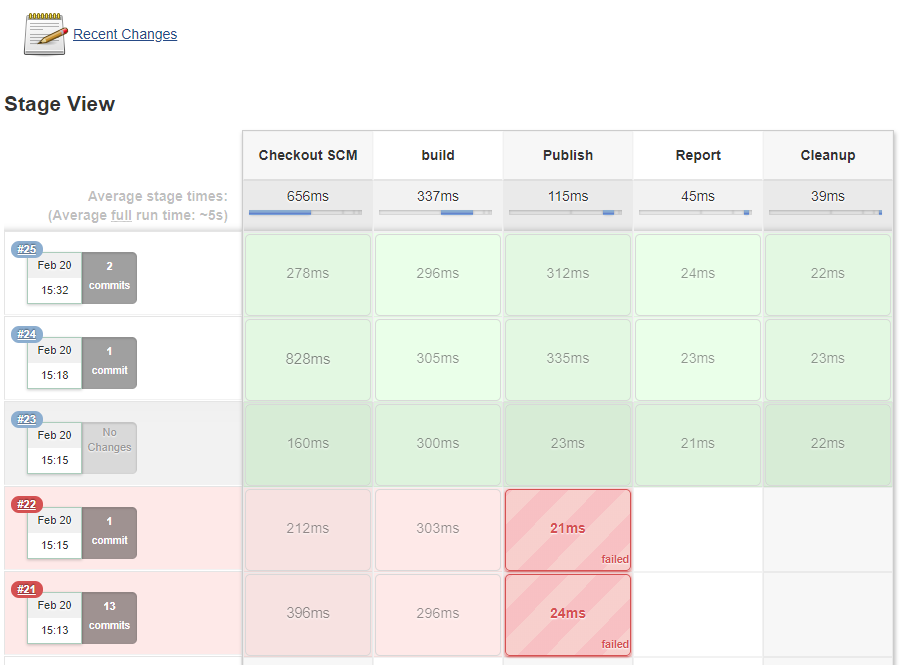 Recent Changes
Stage View
Checkout SCM build Publish Report Cleanup
Average stage times: 656ms 337ms 115ms 45ms 39ms
(Average full run time: ~5s)
#25
Feb 20 2
15:32 commits
278ms 296ms 312ms 24ms 22ms
#24
Feb 20 1
15:18 commit
828ms 305ms 335ms 23ms 23ms
#23
Feb 20 No
15:15 Changes
160ms 300ms 23ms 21ms 22ms
#22
Feb 20 1
15:15 commit
212ms 303ms 21ms
failed
#21
Feb 20 13
15:13 commits
396ms 296ms 24ms
failed